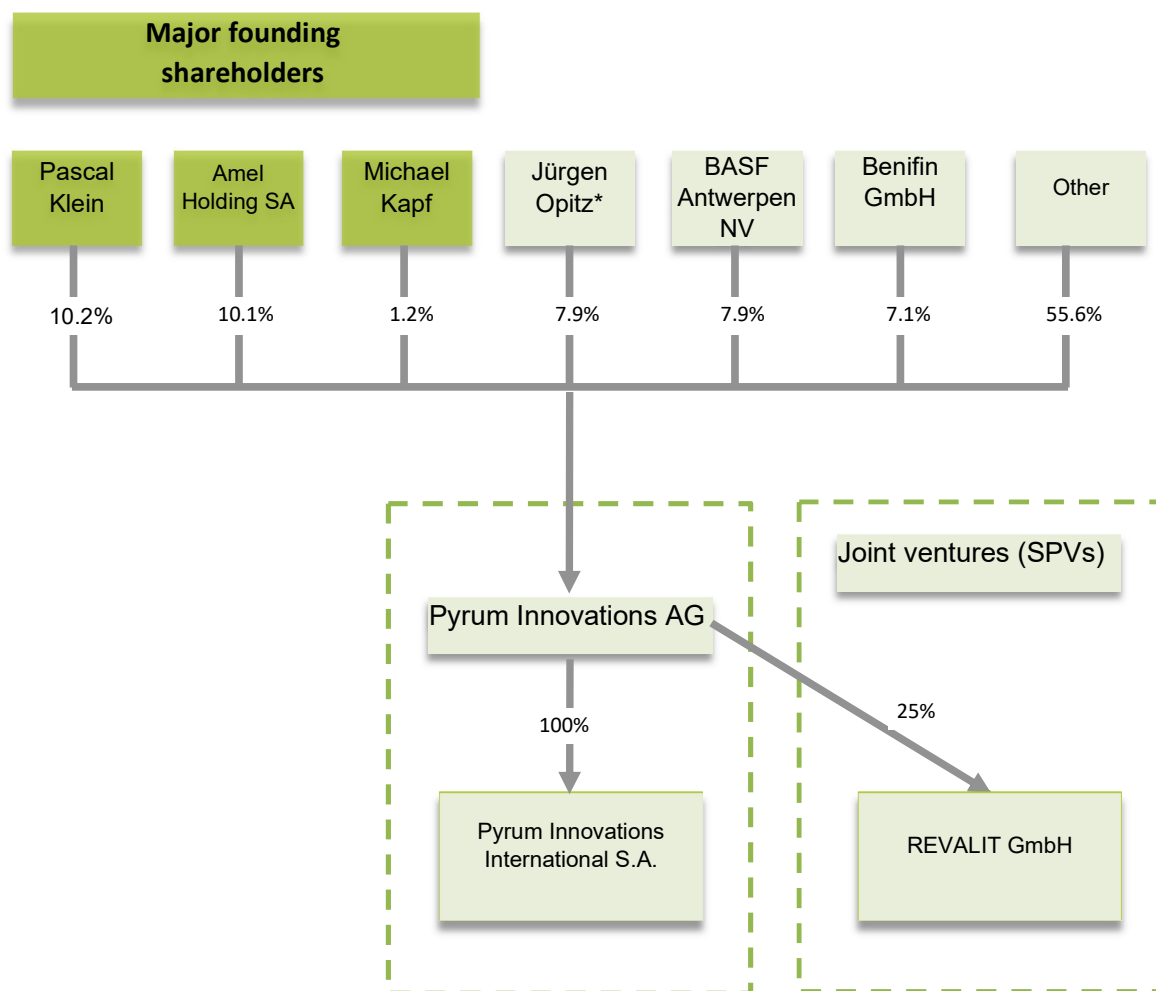 Major founding
shareholders
Pascal
Klein
Amel
Holding SA
Michael
Kapf
Jürgen
Opitz*
BASF
Antwerpen
NV
Benifin
GmbH
Other
10.2%
10.1%
1.2%
7.9%
7.9%
7.1%
55.6%
Joint ventures (SPVs)
Pyrum Innovations AG
25%
100%
Pyrum Innovations
International S.A.
REVALIT GmbH